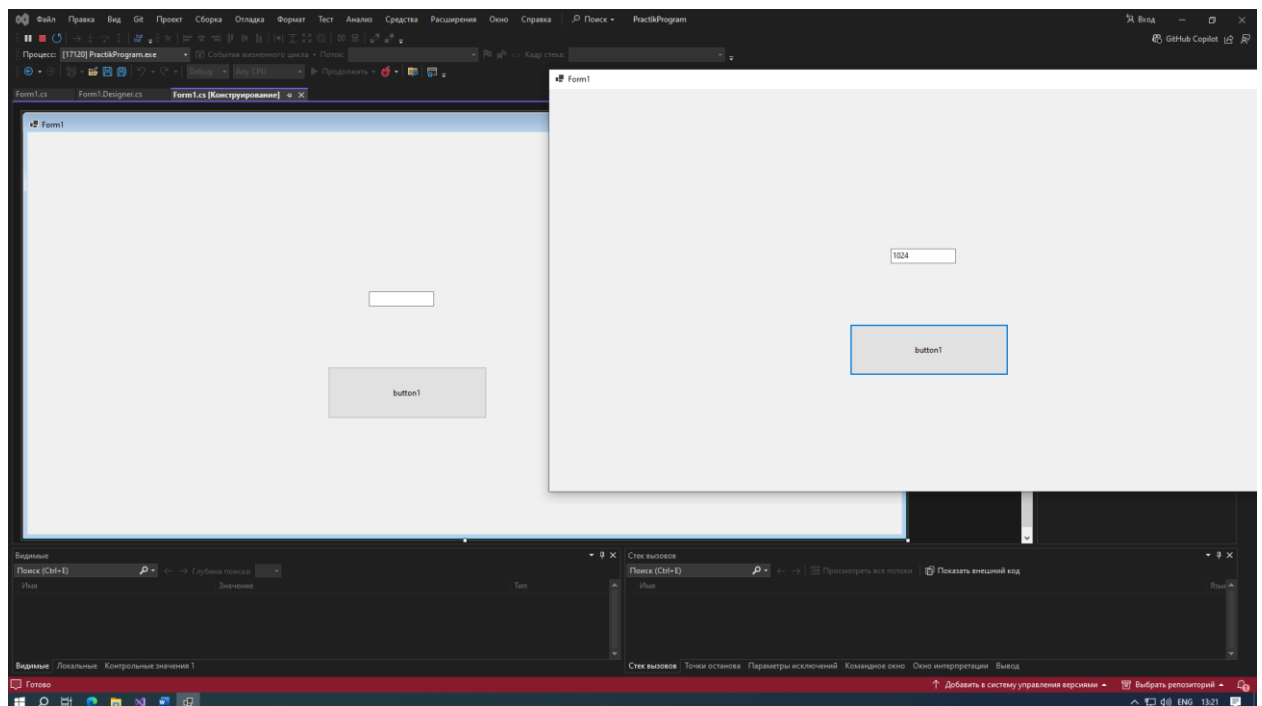 Файл Правка Вид Git Проект Сборка Отладка Формат Тест Анализ Средства Расширения Окно Справка Поиск PractikProgram Вход
GitHub Copilot
Процесс: [17120] PractikProgram.exe События жизненного цикла Поток: Кадр стека:
Debug Any CPU Продолжить
Form1.cs Form1.Designer.cs Form1.cs [Конструирование]
Form1
button1
Form1
1024
button1
Видимые
Поиск (Ctrl+E) Глубина поиска:
Имя Значение Тип
Видимые Локальные Контрольные значения 1
Стек вызовов
Поиск (Ctrl+E) Просмотреть все потоки Показать внешний код
Имя Язык
Стек вызовов Точки останова Параметры исключений Командное окно Окно интерпретации Вывод
Готово Добавить в систему управления версиями Выбрать репозиторий
ENG 13:21